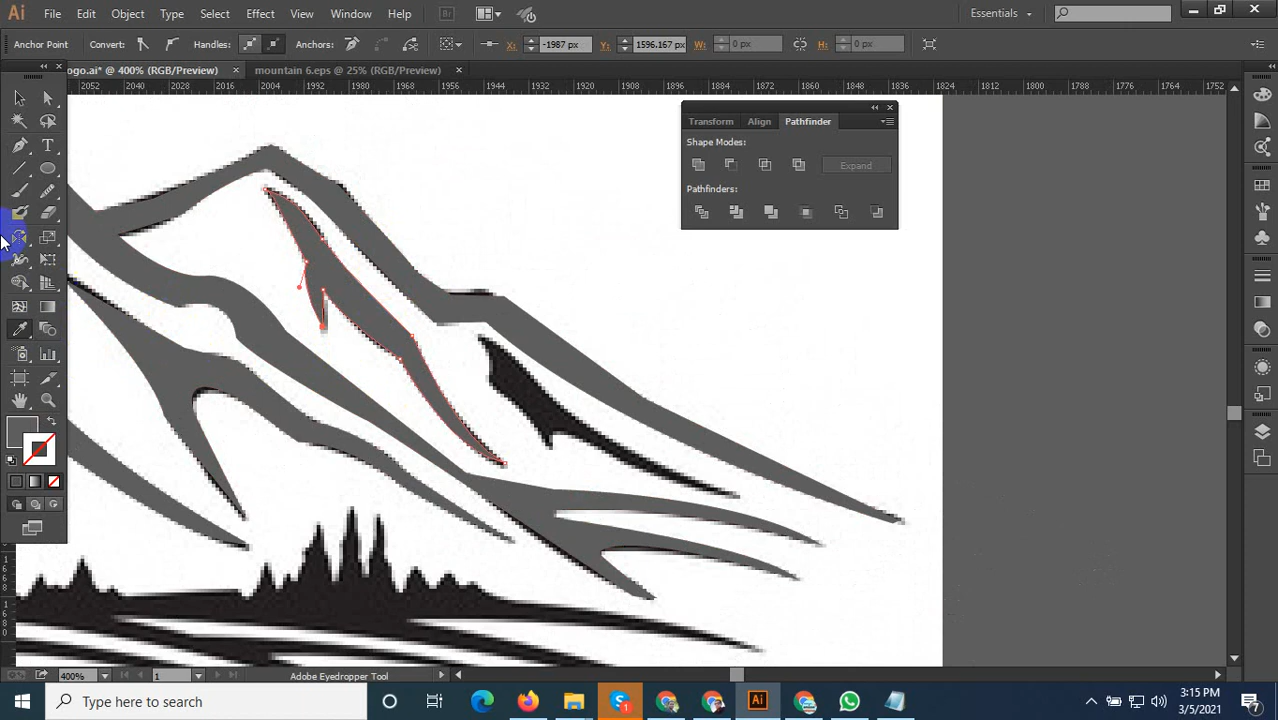 Ai File Edit Object Type Select Effect View Window Help Br Essentials
Anchor Point Convert: Handles: Anchors: X: -1987 px Y: 1596.167 px W: 0 px H: 0 px
ogo.ai* @ 400% (RGB/Preview) × mountain 6.eps @ 25% (RGB/Preview) ×
2052 2040 2028 2016 2004 1992 1980 1968 1956 1944 1932 1920 1908 1896 1884 1872 1860 1848 1836 1824 1812 1800 1788 1776 1764 1752
Transform Align Pathfinder
Shape Modes:
Expand
Pathfinders:
400% 1 Adobe Eyedropper Tool
Type here to search
3:15 PM
3/5/2021